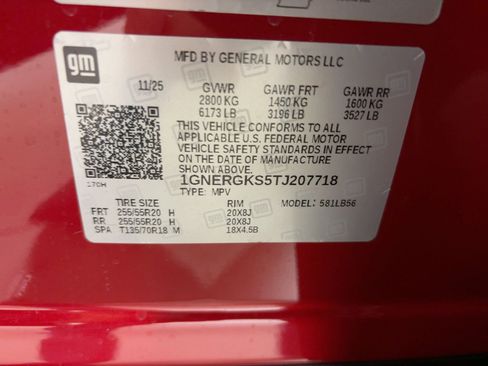 gm
MFD BY GENERAL MOTORS LLC
11/25 GVWR GAWR FRT GAWR RR
2800 KG 1450 KG 1600 KG
6173 LB 3196 LB 3527 LB
THIS VEHICLE CONFORMS TO ALL
APPLICABLE U.S. FEDERAL MOTOR
VEHICLE SAFETY STANDARDS IN EFFECT
ON THE DATE OF MANUFACTURE
SHOWN ABOVE.
170H 1GNERGKS5TJ207718
TYPE: MPV MODEL: 581LB56
TIRE SIZE RIM
FRT 255/55R20 H 20X8J
RR 255/55R20 H 20X8J
SPA T135/70R18 M 18X4.5B